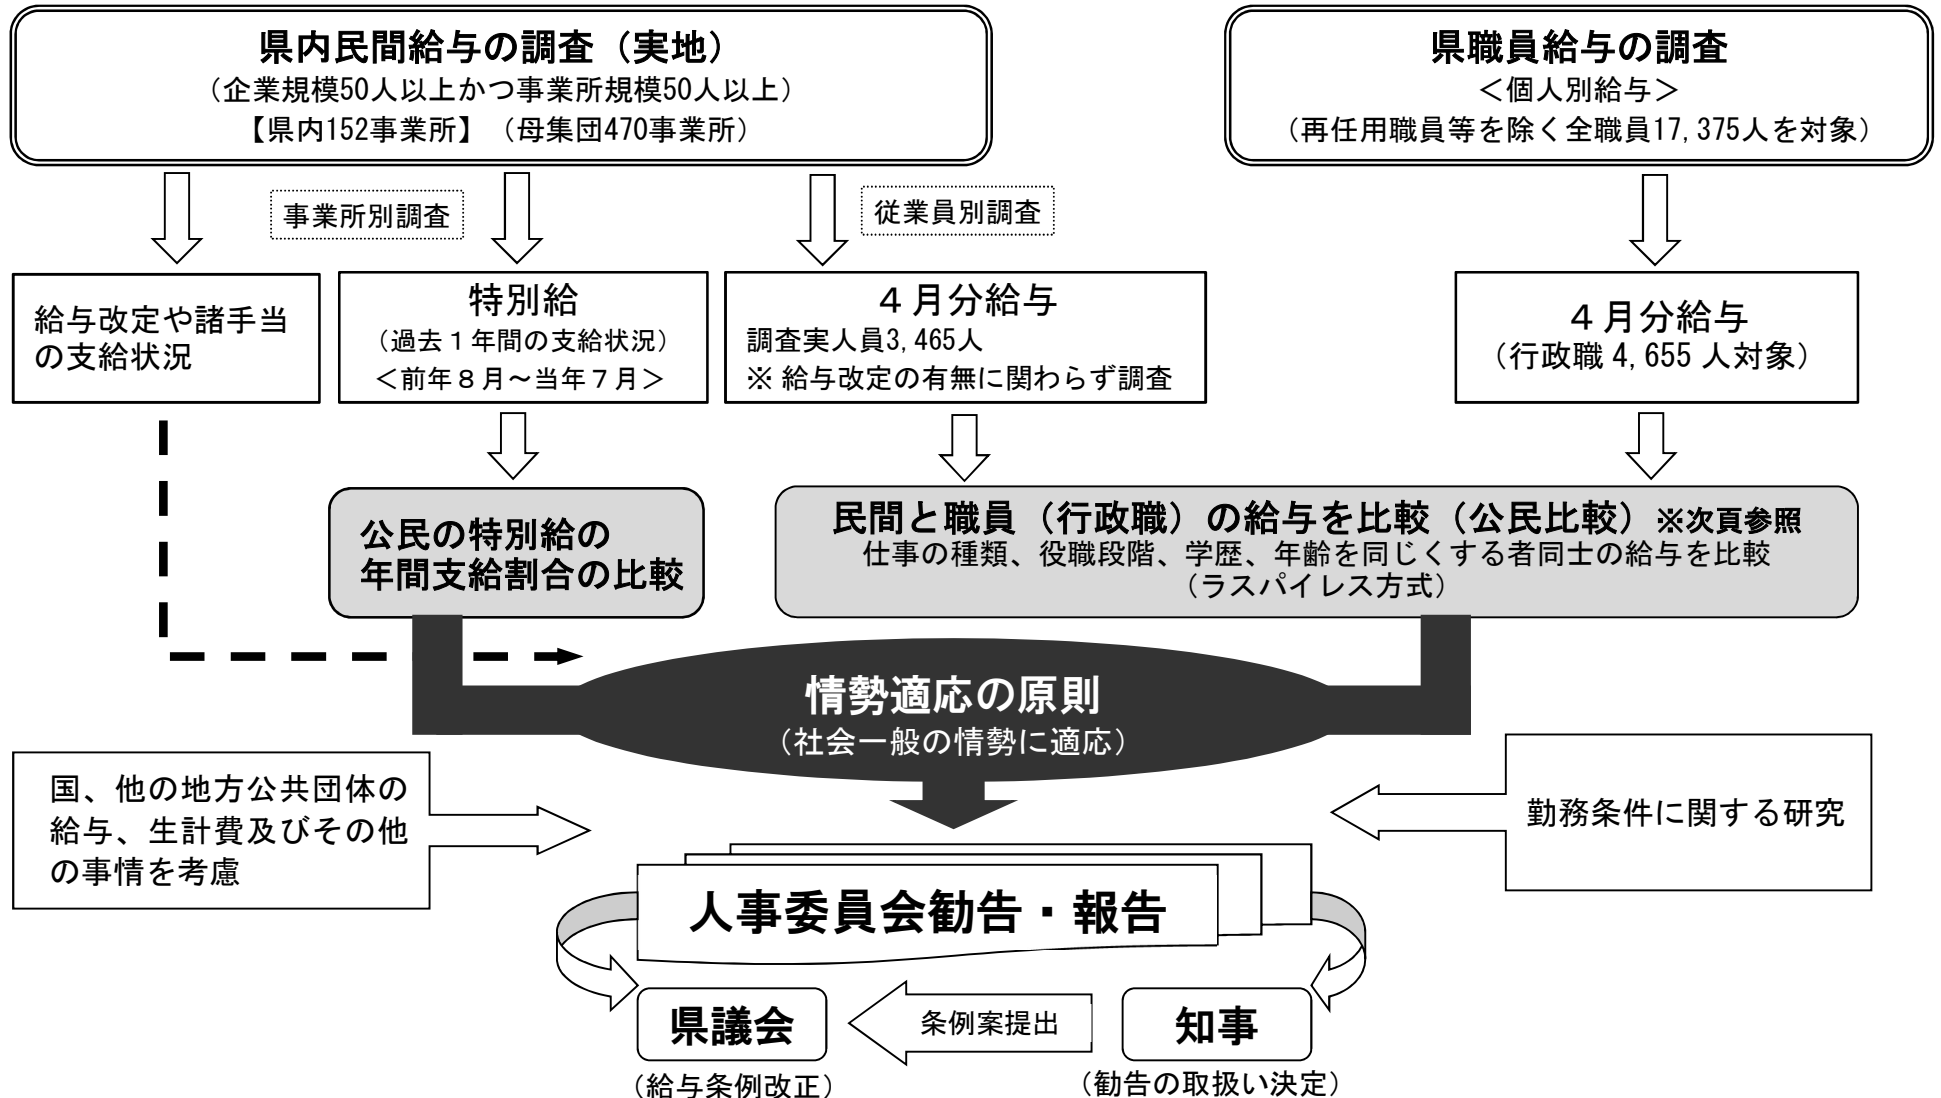 県内民間給与の調査（実地）
（企業規模50人以上かつ事業所規模50人以上）
【県内152事業所】（母集団470事業所）
県職員給与の調査
＜個人別給与＞
（再任用職員等を除く全職員17,375人を対象）
事業所別調査
従業員別調査
給与改定や諸手当
の支給状況
特別給
（過去１年間の支給状況）
＜前年８月～当年７月＞
４月分給与
調査実人員3,465人
※ 給与改定の有無に関わらず調査
４月分給与
（行政職 4,655 人対象）
公民の特別給の
年間支給割合の比較
民間と職員（行政職）の給与を比較（公民比較）※次頁参照
仕事の種類、役職段階、学歴、年齢を同じくする者同士の給与を比較
（ラスパイレス方式）
情勢適応の原則
（社会一般の情勢に適応）
国、他の地方公共団体の
給与、生計費及びその他
の事情を考慮
勤務条件に関する研究
人事委員会勧告・報告
県議会
条例案提出
知事
（給与条例改正）
（勧告の取扱い決定）